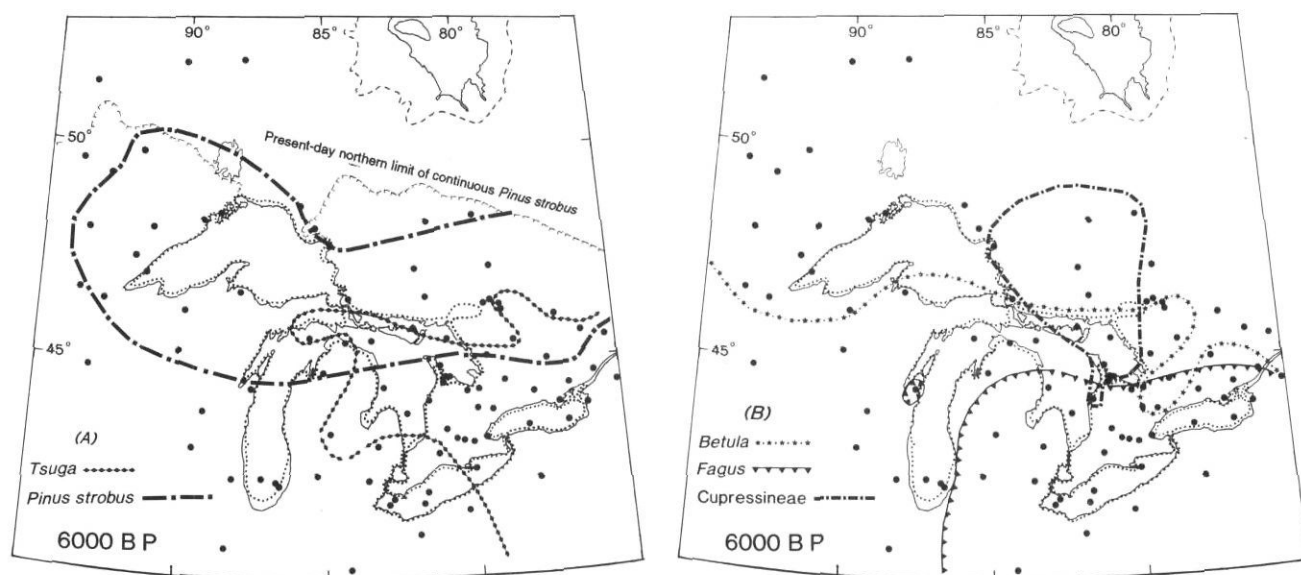 90°
85°
80°
50°
Present-day northern limit of continuous Pinus strobus
45°
(A)
Tsuga
Pinus strobus
6000 B P
90°
85°
80°
50°
45°
(B)
Betula
Fagus
Cupressineae
6000 B P